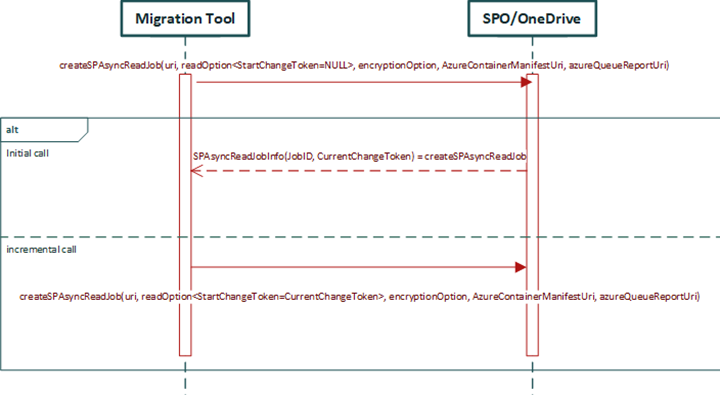 Migration Tool
SPO/OneDrive
createSPAsyncReadJob(uri, readOption<StartChangeToken=NULL>, encryptionOption, AzureContainerManifestUri, azureQueueReportUri)
alt
Initial call
SPAsyncReadJobInfo(JobID, CurrentChangeToken) = createSPAsyncReadJob
incremental call
createSPAsyncReadJob(uri, readOption<StartChangeToken=CurrentChangeToken>, encryptionOption, AzureContainerManifestUri, azureQueueReportUri)